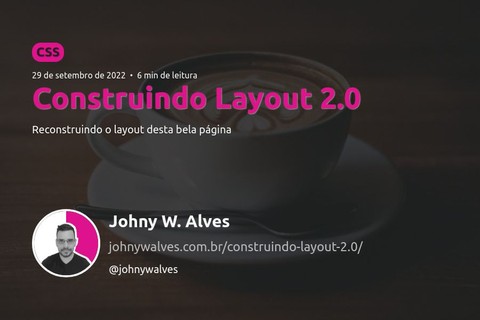 CSS
29 de setembro de 2022 • 6 min de leitura
Construindo Layout 2.0
Reconstruindo o layout desta bela página
Johny W. Alves
johnywalves.com.br/construindo-layout-2.0/
@johnywalves